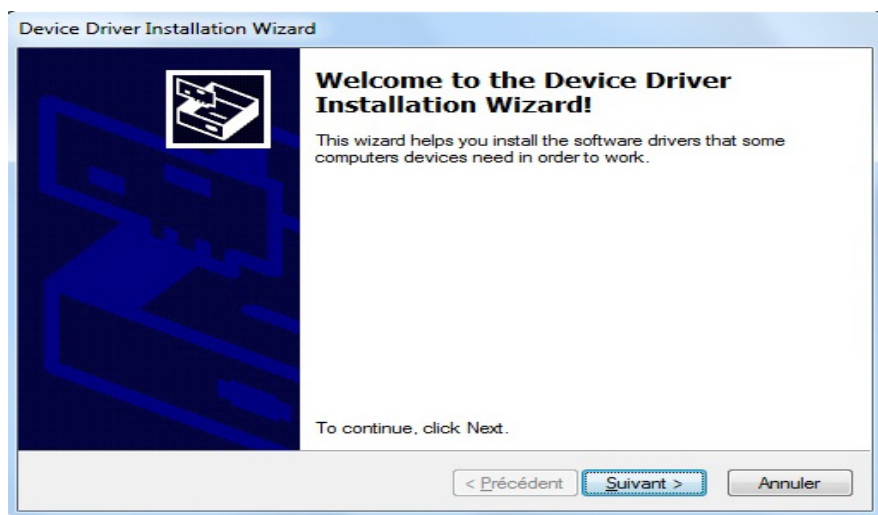 Device Driver Installation Wizard
Welcome to the Device Driver
Installation Wizard!
This wizard helps you install the software drivers that some
computers devices need in order to work.
To continue, click Next.
< Précédent Suivant > Annuler